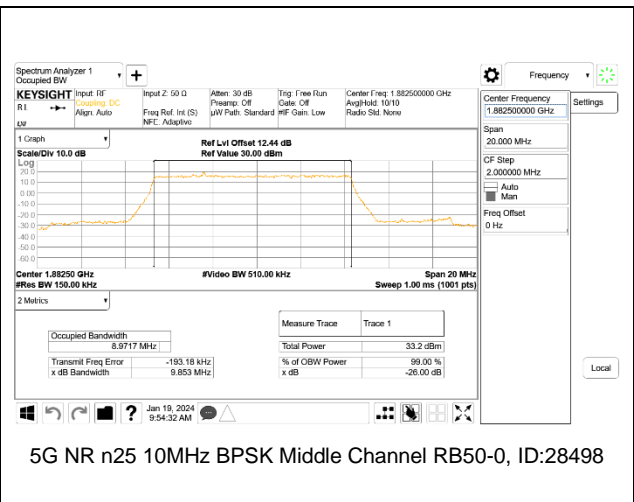 Spectrum Analyzer 1
Occupied BW
+
Frequency
KEYSIGHT
Input: RF
Coupling: DC
Align: Auto
Input Z: 50 Ω
Freq Ref: Int (S)
NFE: Adaptive
Atten: 30 dB
Preamp: Off
µW Path: Standard
Trig: Free Run
Gate: Off
#IF Gain: Low
Center Freq: 1.882500000 GHz
Avg|Hold: 10/10
Radio Std: None
Center Frequency
1.882500000 GHz
Settings
Span
20.000 MHz
CF Step
2.000000 MHz
Auto
Man
Freq Offset
0 Hz
1 Graph
Scale/Div 10.0 dB
Ref Lvl Offset 12.44 dB
Ref Value 30.00 dBm
Log
20.0
10.0
0.00
-10.0
-20.0
-30.0
-40.0
-50.0
-60.0
Center 1.88250 GHz
#Video BW 510.00 kHz
Span 20 MHz
#Res BW 150.00 kHz
Sweep 1.00 ms (1001 pts)
2 Metrics
Measure Trace Trace 1
Occupied Bandwidth
8.9717 MHz
Total Power 33.2 dBm
Transmit Freq Error -193.18 kHz
% of OBW Power 99.00 %
x dB Bandwidth 9.853 MHz
x dB -26.00 dB
Local
?
Jan 19, 2024
9:54:32 AM
5G NR n25 10MHz BPSK Middle Channel RB50-0, ID:28498